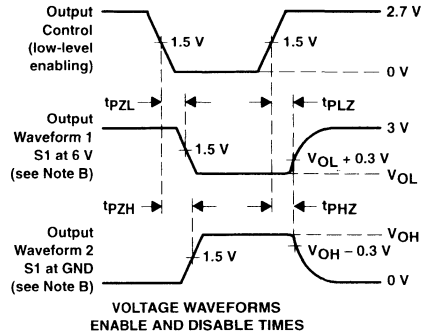 Output
Control
(low-level
enabling)
2.7 V
1.5 V
1.5 V
0 V
tPZL
tPLZ
Output
Waveform 1
S1 at 6 V
(see Note B)
3 V
1.5 V
VOL + 0.3 V
VOL
tPZH
tPHZ
Output
Waveform 2
S1 at GND
(see Note B)
VOH
1.5 V
VOH – 0.3 V
0 V
VOLTAGE WAVEFORMS
ENABLE AND DISABLE TIMES